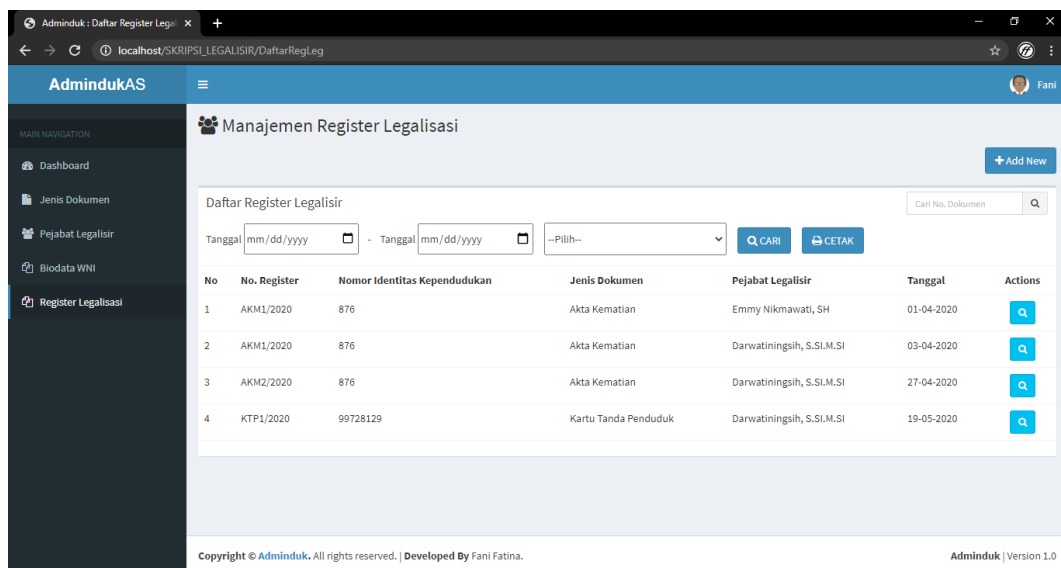 Adminduk : Daftar Register Legal
localhost/SKRIPSI_LEGALISIR/DaftarRegLeg
AdmindukAS
Fani
Manajemen Register Legalisasi
MAIN NAVIGATION
+ Add New
Dashboard
Jenis Dokumen
Pejabat Legalisir
Biodata WNI
Register Legalisasi
Daftar Register Legalisir
Cari No. Dokumen
Tanggal mm/dd/yyyy - Tanggal mm/dd/yyyy --Pilih-- CARI CETAK
No No. Register Nomor Identitas Kependudukan Jenis Dokumen Pejabat Legalisir Tanggal Actions
1 AKM1/2020 876 Akta Kematian Emmy Nikmawati, SH 01-04-2020
2 AKM1/2020 876 Akta Kematian Darwatiningsih, S.SI.M.SI 03-04-2020
3 AKM2/2020 876 Akta Kematian Darwatiningsih, S.SI.M.SI 27-04-2020
4 KTP1/2020 99728129 Kartu Tanda Penduduk Darwatiningsih, S.SI.M.SI 19-05-2020
Copyright © Adminduk. All rights reserved. | Developed By Fani Fatina.
Adminduk | Version 1.0